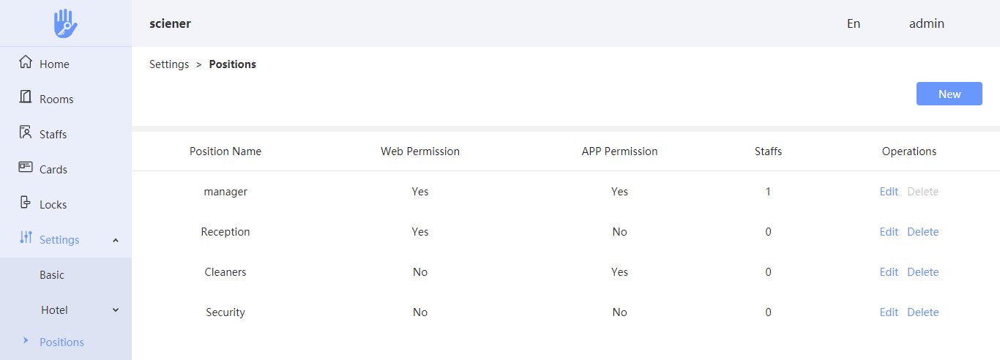 sciener En admin
Home
Rooms
Staffs
Cards
Locks
Settings
Basic
Hotel
Positions
Settings > Positions
New
Position Name Web Permission APP Permission Staffs Operations
manager Yes Yes 1 Edit Delete
Reception Yes No 0 Edit Delete
Cleaners No Yes 0 Edit Delete
Security No No 0 Edit Delete